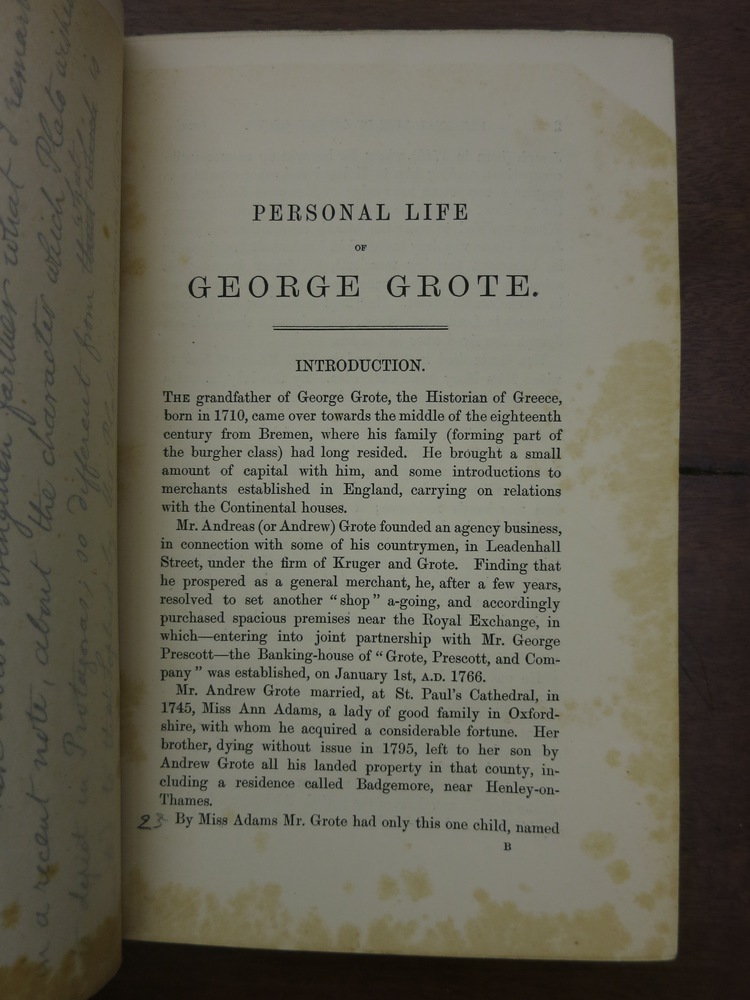 PERSONAL LIFE
OF
GEORGE GROTE.
INTRODUCTION.
THE grandfather of George Grote, the Historian of Greece,
born in 1710, came over towards the middle of the eighteenth
century from Bremen, where his family (forming part of
the burgher class) had long resided. He brought a small
amount of capital with him, and some introductions to
merchants established in England, carrying on relations
with the Continental houses.
Mr. Andreas (or Andrew) Grote founded an agency business,
in connection with some of his countrymen, in Leadenhall
Street, under the firm of Kruger and Grote. Finding that
he prospered as a general merchant, he, after a few years,
resolved to set another "shop" a-going, and accordingly
purchased spacious premises near the Royal Exchange, in
which—entering into joint partnership with Mr. George
Prescott—the Banking-house of "Grote, Prescott, and Com-
pany" was established, on January 1st, A.D. 1766.
Mr. Andrew Grote married, at St. Paul's Cathedral, in
1745, Miss Ann Adams, a lady of good family in Oxford-
shire, with whom he acquired a considerable fortune. Her
brother, dying without issue in 1795, left to her son by
Andrew Grote all his landed property in that county, in-
cluding a residence called Badgemore, near Henley-on-
Thames.
23 By Miss Adams Mr. Grote had only this one child, named
B
farther what I remark
a recent note, about the character which Plato
in Protagoras; so different from